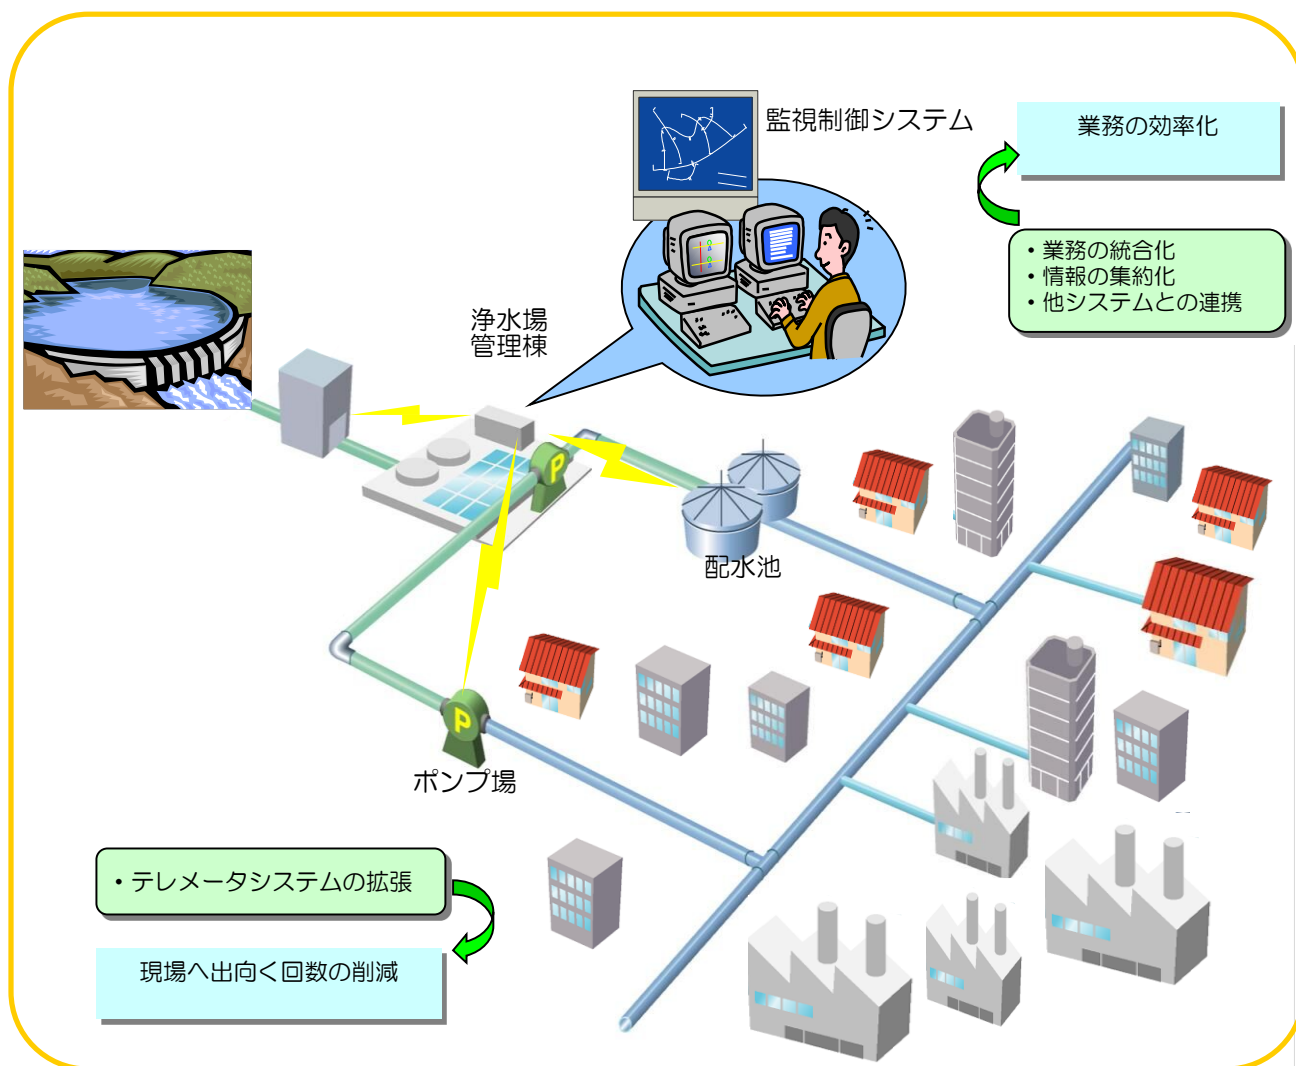 監視制御システム
業務の効率化
・業務の統合化
・情報の集約化
・他システムとの連携
浄水場
管理棟
P
配水池
P
ポンプ場
・テレメータシステムの拡張
現場へ出向く回数の削減